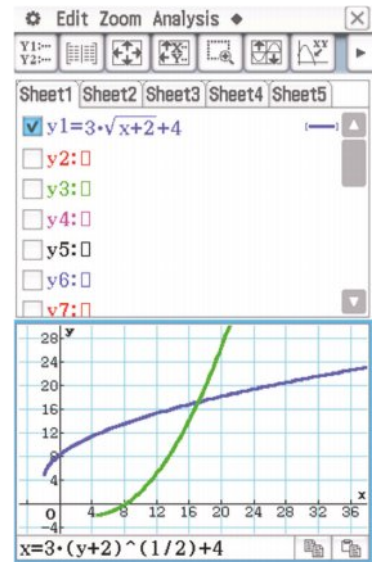 Edit Zoom Analysis ◆
Y1:… Y2:…
XY
Sheet1 Sheet2 Sheet3 Sheet4 Sheet5
y1=3·√x+2+4
y2:□
y3:□
y4:□
y5:□
y6:□
y7:□
y
28
24
20
16
12
8
x
O 4 8 12 16 20 24 28 32 36
-4
x=3·(y+2)^(1/2)+4